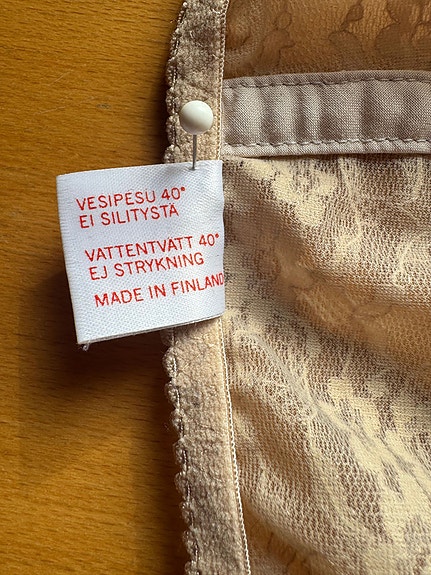 VESIPESU 40°
EI SILITYSTÄ
VATTENTVÄTT 40°
EJ STRYKNING
MADE IN FINLAND